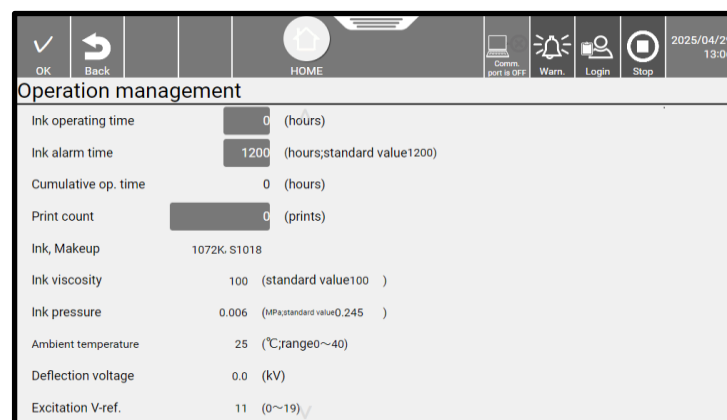 2025/04/29
13:0
OK Back HOME Comm. port is OFF Warn. Login Stop
Operation management
Ink operating time 0 (hours)
Ink alarm time 1200 (hours;standard value1200)
Cumulative op. time 0 (hours)
Print count 0 (prints)
Ink, Makeup 1072K, S1018
Ink viscosity 100 (standard value100 )
Ink pressure 0.006 (MPa;standard value0.245 )
Ambient temperature 25 (℃;range0～40)
Deflection voltage 0.0 (kV)
Excitation V-ref. 11 (0～19)